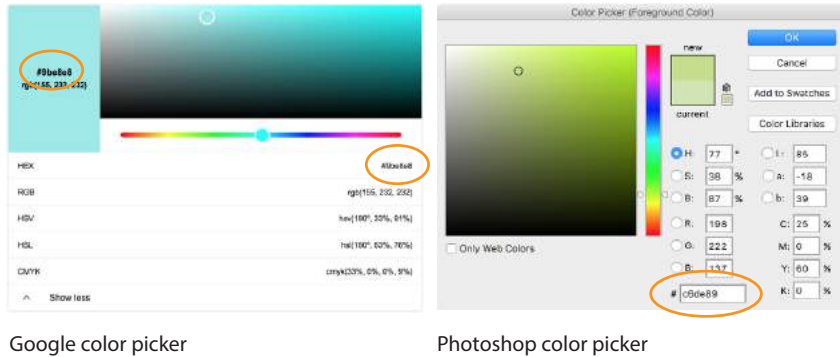 #9be8e8
rgb(155, 232, 232)
HEX
#9be8e8
RGB
rgb(155, 232, 232)
HSV
hsv(180°, 33%, 91%)
HSL
hsl(180°, 63%, 76%)
CMYK
cmyk(33%, 0%, 0%, 9%)
Show less
Google color picker
Color Picker (Foreground Color)
new
current
OK
Cancel
Add to Swatches
Color Libraries
H: 77 °
L: 85
S: 38 %
a: -18
B: 87 %
b: 39
R: 198
C: 25 %
G: 222
M: 0 %
B: 137
Y: 60 %
# c6de89
K: 0 %
Only Web Colors
Photoshop color picker